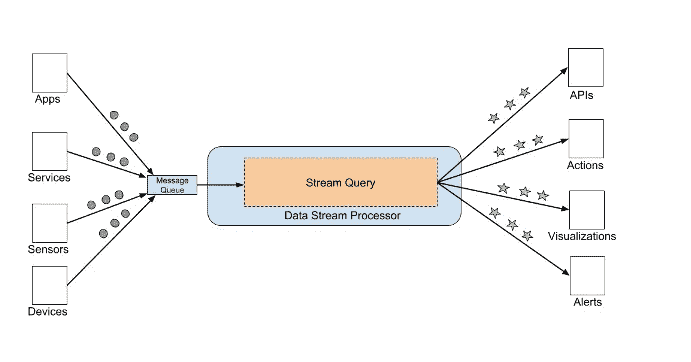 Apps
Services
Sensors
Devices
Message
Queue
Stream Query
Data Stream Processor
APIs
Actions
Visualizations
Alerts